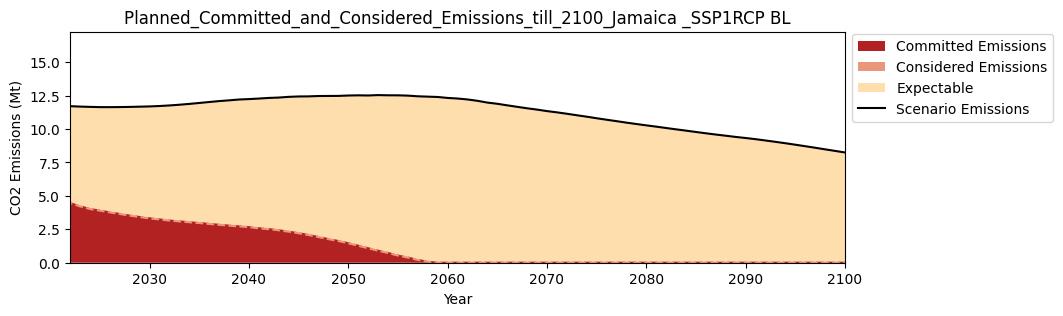 Planned_Committed_and_Considered_Emissions_till_2100_Jamaica _SSP1RCP BL
CO2 Emissions (Mt)
15.0
12.5
10.0
7.5
5.0
2.5
0.0
2030 2040 2050 2060 2070 2080 2090 2100
Year
Committed Emissions
Considered Emissions
Expectable
Scenario Emissions